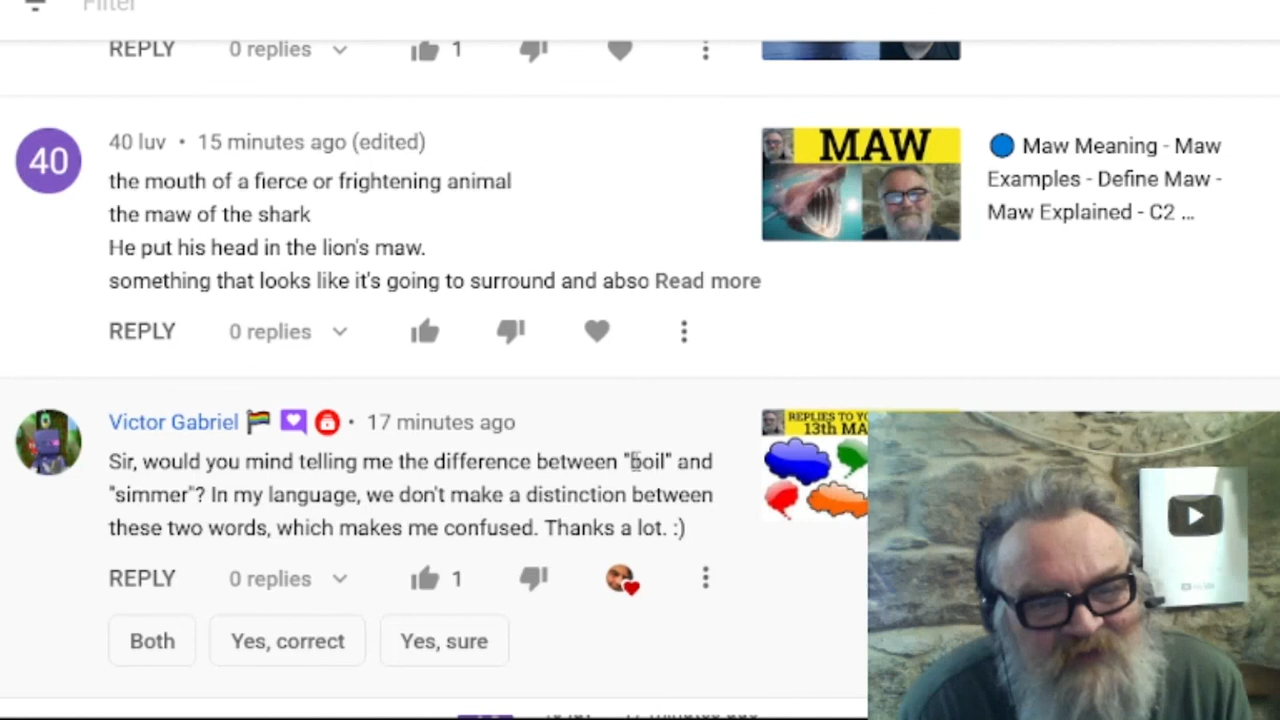 Filter
REPLY 0 replies 1
40 40 luv • 15 minutes ago (edited)
the mouth of a fierce or frightening animal
the maw of the shark
He put his head in the lion's maw.
something that looks like it's going to surround and abso Read more
REPLY 0 replies
MAW
Maw Meaning - Maw
Examples - Define Maw -
Maw Explained - C2 ...
Victor Gabriel • 17 minutes ago
Sir, would you mind telling me the difference between "boil" and
"simmer"? In my language, we don't make a distinction between
these two words, which makes me confused. Thanks a lot. :)
REPLY 0 replies 1
Both Yes, correct Yes, sure
REPLIES TO
13th